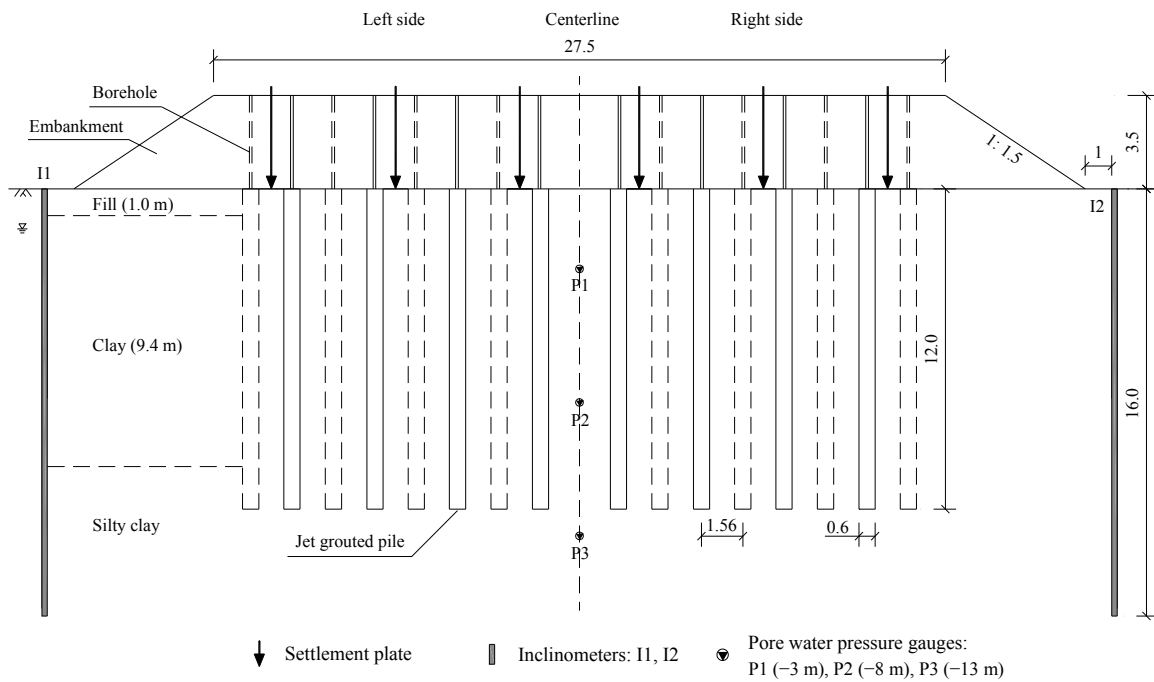 Left side
Centerline
Right side
27.5
Borehole
Embankment
1: 1.5
1
3.5
I1
I2
Fill (1.0 m)
P1
Clay (9.4 m)
12.0
P2
16.0
Silty clay
Jet grouted pile
P3
1.56
0.6
Settlement plate
Inclinometers: I1, I2
Pore water pressure gauges:
P1 (−3 m), P2 (−8 m), P3 (−13 m)